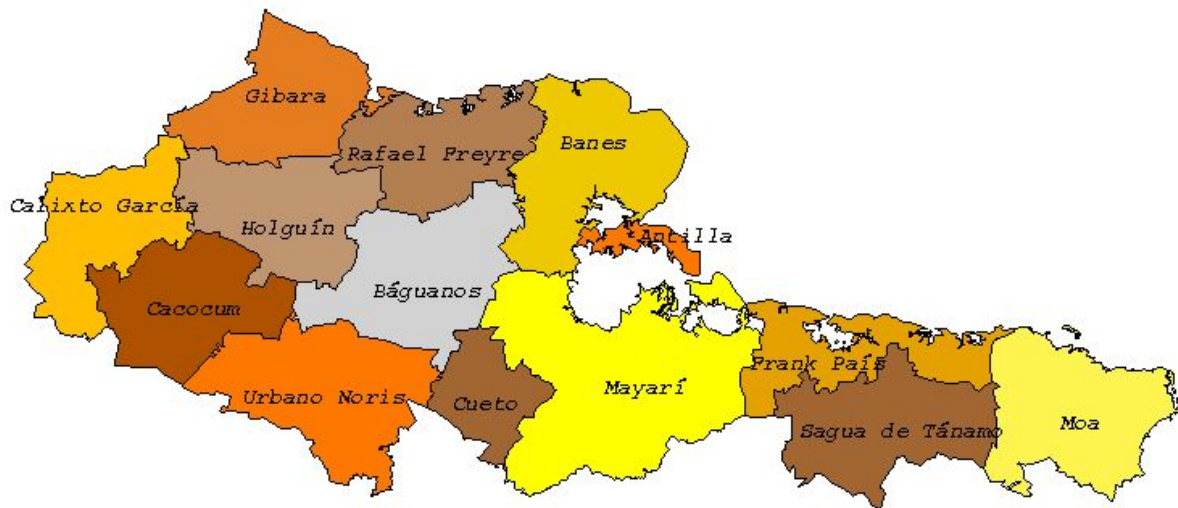 Gibara
Rafael Freyre
Banes
Calixto García
Holguín
Antilla
Báguanos
Cacocum
Frank País
Mayarí
Urbano Noris
Cueto
Sagua de Tánamo
Moa